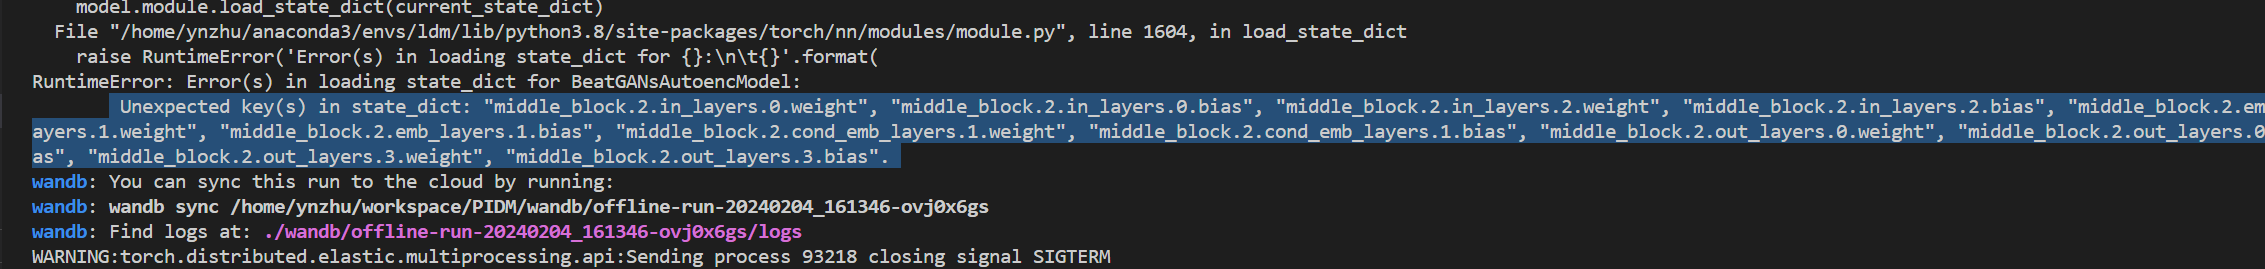 model.module.load_state_dict(current_state_dict)
File "/home/ynzhu/anaconda3/envs/ldm/lib/python3.8/site-packages/torch/nn/modules/module.py", line 1604, in load_state_dict
raise RuntimeError('Error(s) in loading state_dict for {}:\n\t{}'.format(
RuntimeError: Error(s) in loading state_dict for BeatGANsAutoencModel:
Unexpected key(s) in state_dict: "middle_block.2.in_layers.0.weight", "middle_block.2.in_layers.0.bias", "middle_block.2.in_layers.2.weight", "middle_block.2.in_layers.2.bias", "middle_block.2.em
ayers.1.weight", "middle_block.2.emb_layers.1.bias", "middle_block.2.cond_emb_layers.1.weight", "middle_block.2.cond_emb_layers.1.bias", "middle_block.2.out_layers.0.weight", "middle_block.2.out_layers.0
as", "middle_block.2.out_layers.3.weight", "middle_block.2.out_layers.3.bias".
wandb: You can sync this run to the cloud by running:
wandb: wandb sync /home/ynzhu/workspace/PIDM/wandb/offline-run-20240204_161346-ovj0x6gs
wandb: Find logs at: ./wandb/offline-run-20240204_161346-ovj0x6gs/logs
WARNING:torch.distributed.elastic.multiprocessing.api:Sending process 93218 closing signal SIGTERM